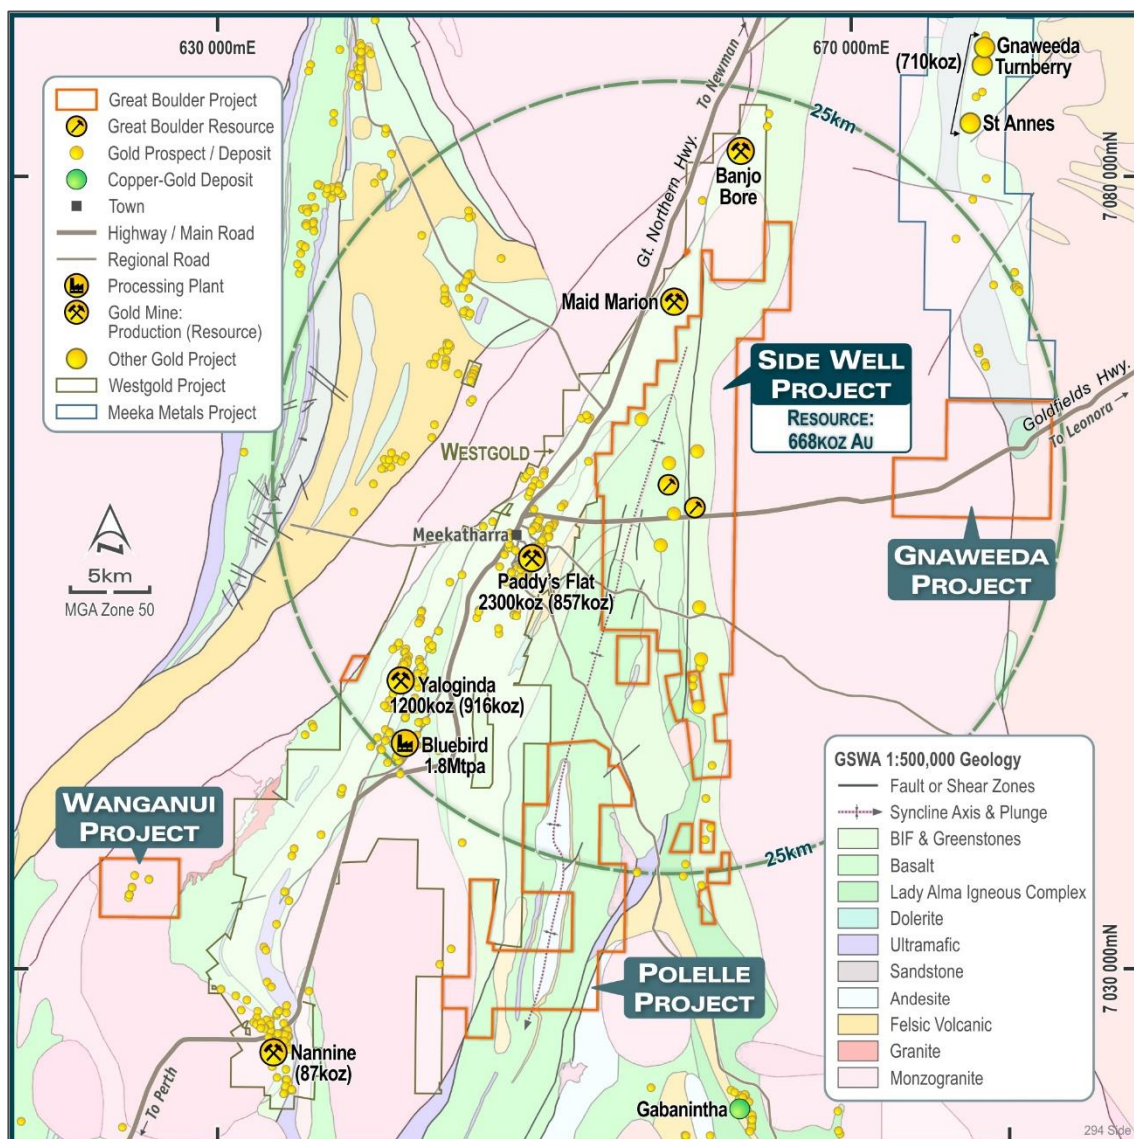 630 000mE
670 000mE
To Newman →
Gnaweeda
(710koz)
Turnberry
St Annes
25km
Great Boulder Project
Great Boulder Resource
Gold Prospect / Deposit
Copper-Gold Deposit
Town
Highway / Main Road
Regional Road
Processing Plant
Gold Mine:
Production (Resource)
Other Gold Project
Westgold Project
Meeka Metals Project
Banjo
Bore
7 080 000mN
Gt. Northern Hwy.
Maid Marion
SIDE WELL
PROJECT
RESOURCE:
668KOZ AU
Goldfields Hwy.
To Leonora →
WESTGOLD →
N
5km
MGA Zone 50
Meekatharra
Paddy's Flat
2300koz (857koz)
GNAWEEDA
PROJECT
Yaloginda
1200koz (916koz)
Bluebird
1.8Mtpa
WANGANUI
PROJECT
25km
GSWA 1:500,000 Geology
Fault or Shear Zones
Syncline Axis & Plunge
BIF & Greenstones
Basalt
Lady Alma Igneous Complex
Dolerite
Ultramafic
Sandstone
Andesite
Felsic Volcanic
Granite
Monzogranite
POLELLE
PROJECT
7 030 000mN
Nannine
(87koz)
← To Perth
Gabanintha
294 Side